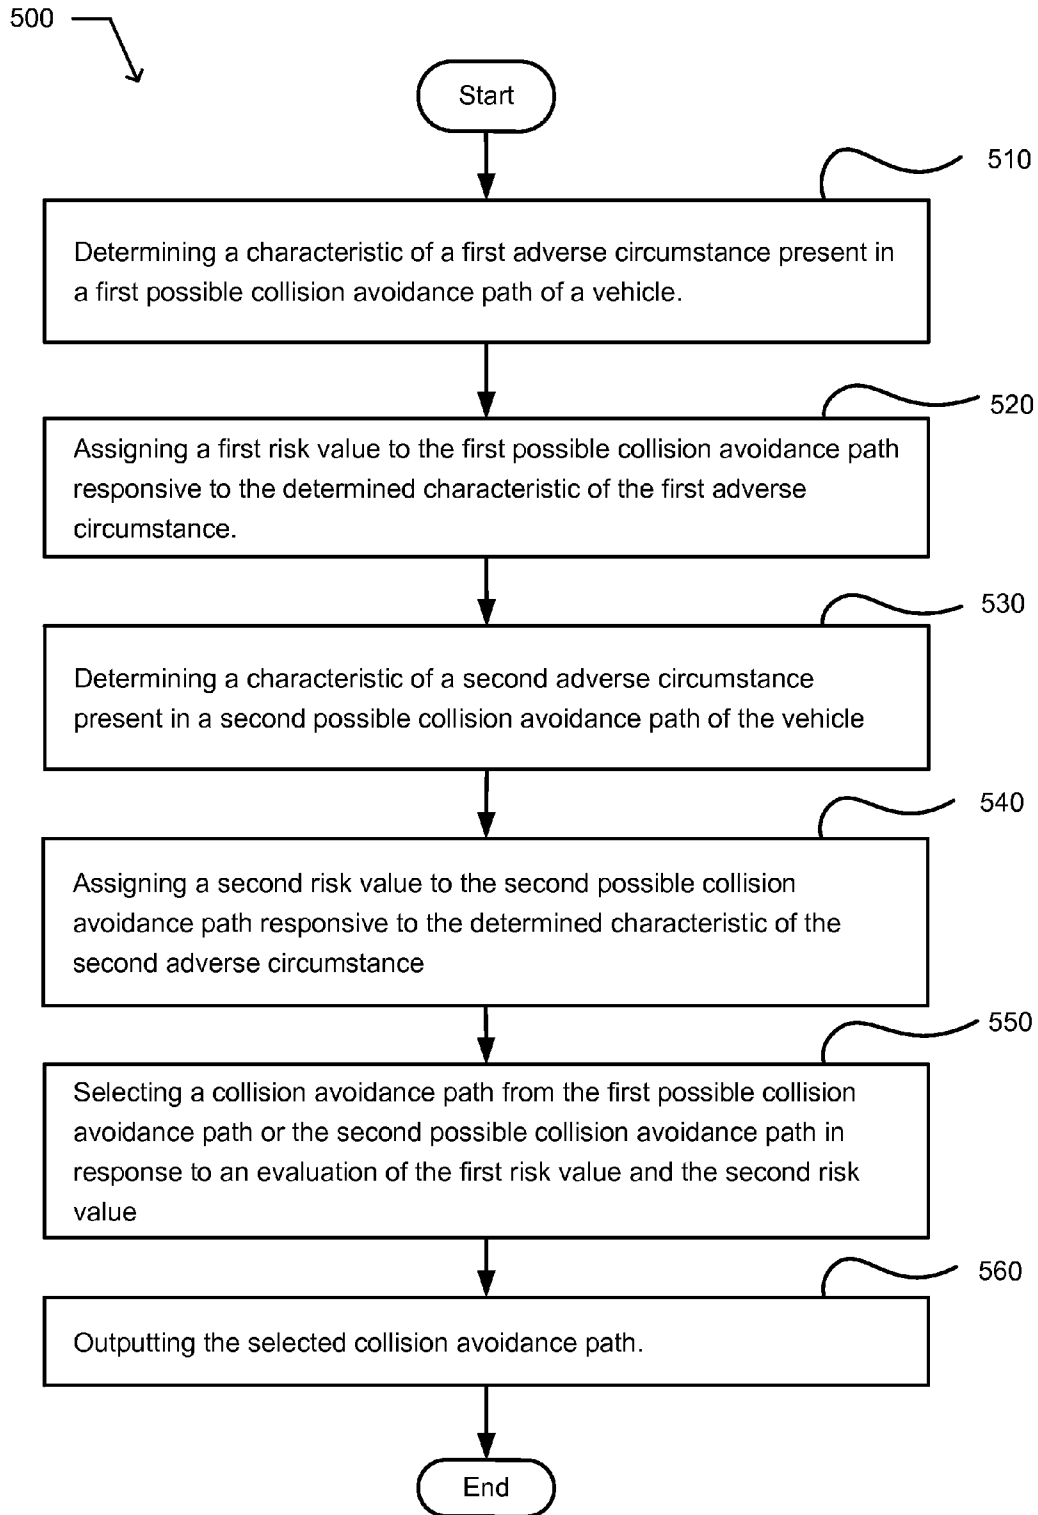 500
Start
510
Determining a characteristic of a first adverse circumstance present in
a first possible collision avoidance path of a vehicle.
520
Assigning a first risk value to the first possible collision avoidance path
responsive to the determined characteristic of the first adverse
circumstance.
530
Determining a characteristic of a second adverse circumstance
present in a second possible collision avoidance path of the vehicle
540
Assigning a second risk value to the second possible collision
avoidance path responsive to the determined characteristic of the
second adverse circumstance
550
Selecting a collision avoidance path from the first possible collision
avoidance path or the second possible collision avoidance path in
response to an evaluation of the first risk value and the second risk
value
560
Outputting the selected collision avoidance path.
End